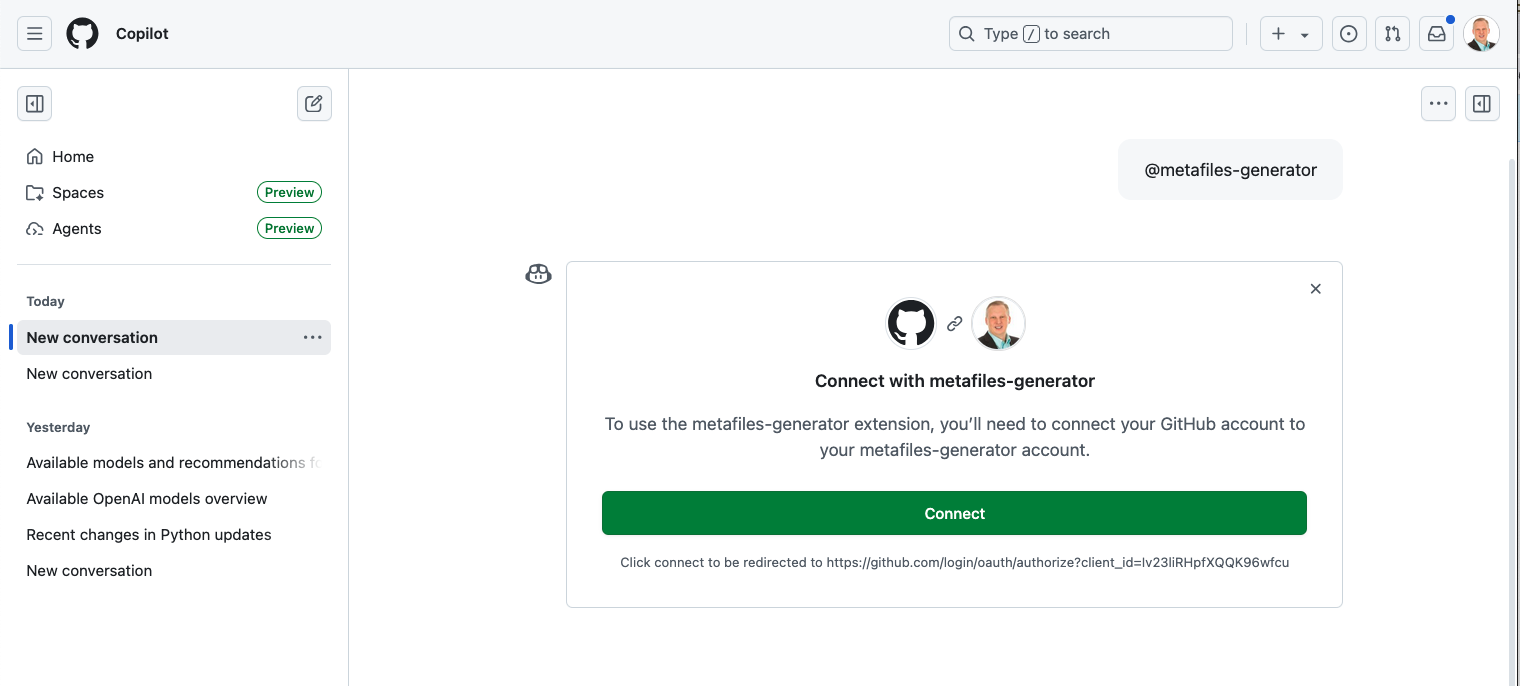 Copilot
Type / to search
Home
Spaces Preview
Agents Preview
Today
New conversation
New conversation
Yesterday
Available models and recommendations fo
Available OpenAI models overview
Recent changes in Python updates
New conversation
@metafiles-generator
Connect with metafiles-generator
To use the metafiles-generator extension, you’ll need to connect your GitHub account to
your metafiles-generator account.
Connect
Click connect to be redirected to https://github.com/login/oauth/authorize?client_id=Iv23liRHpfXQQK96wfcu